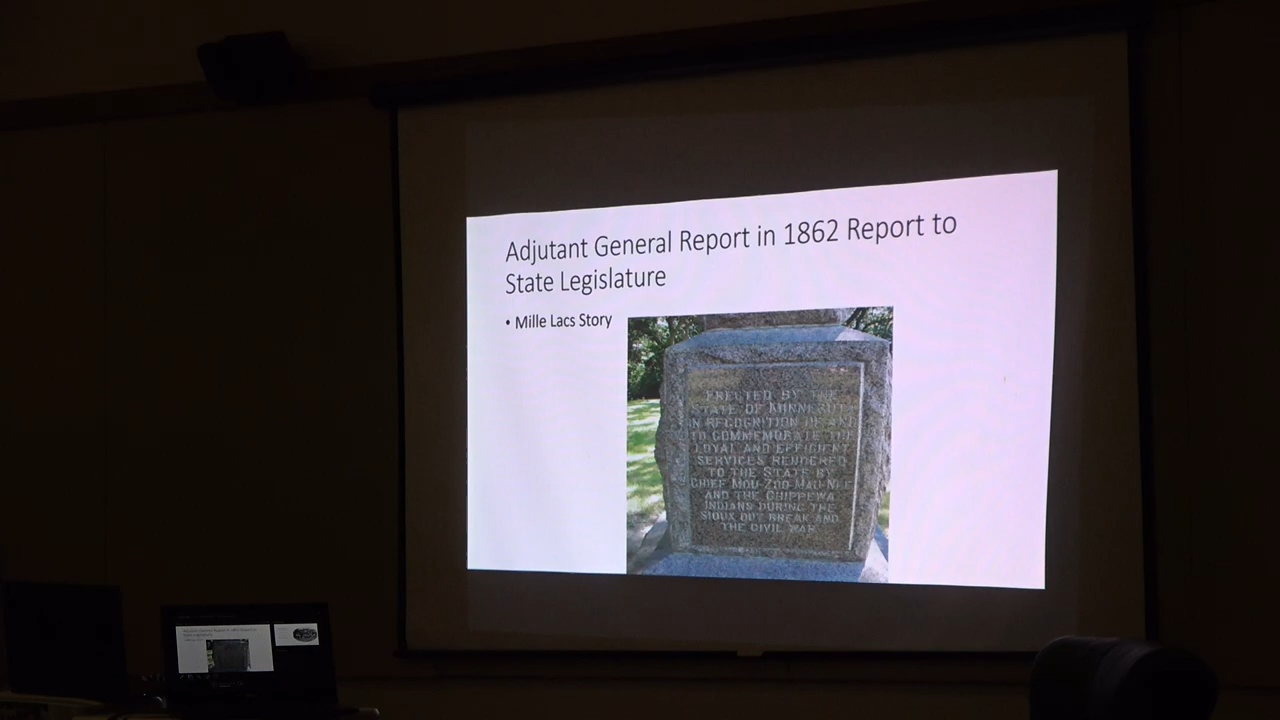 Adjutant General Report in 1862 Report to
State Legislature
• Mille Lacs Story
ERECTED BY THE
STATE OF MINNESOTA
IN RECOGNITION OF AND
TO COMMEMORATE THE
LOYAL AND EFFICIENT
SERVICES RENDERED
TO THE STATE BY
CHIEF MOU-ZOO-MAU-NEE
AND THE CHIPPEWA
INDIANS DURING THE
SIOUX OUT BREAK AND
THE CIVIL WAR